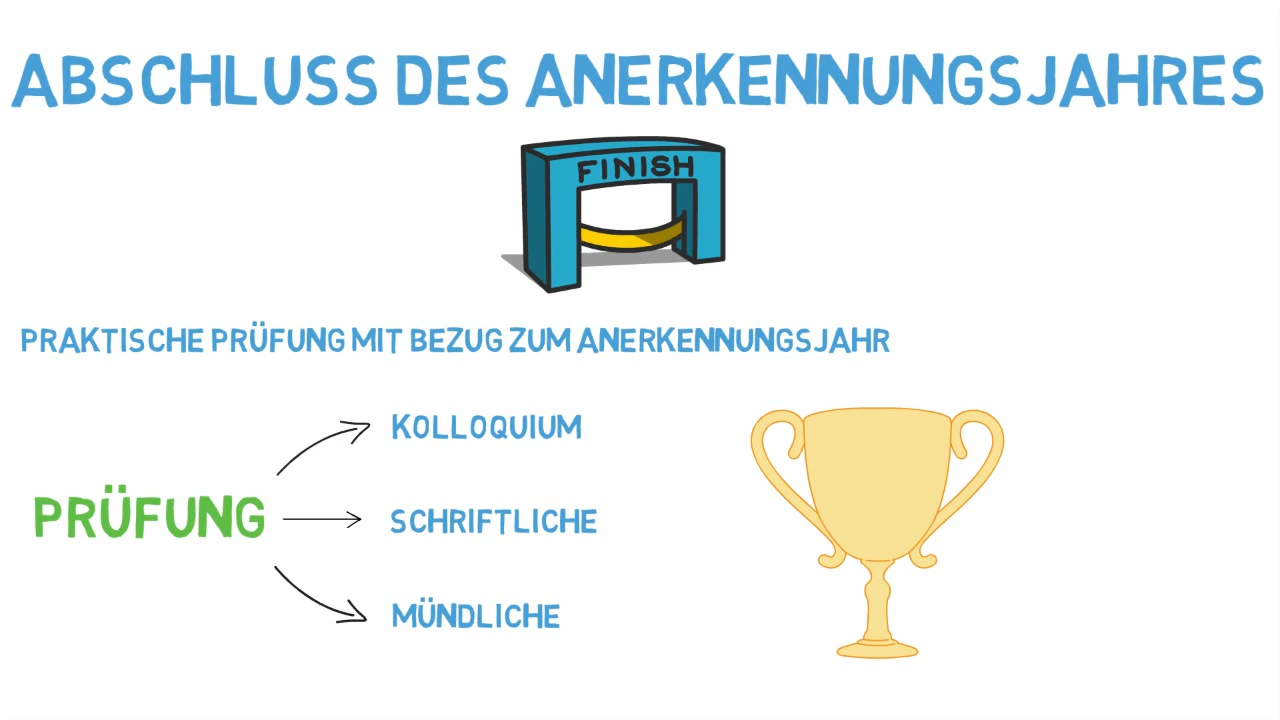 ABSCHLUSS DES ANERKENNUNGSJAHRES
FINISH
PRAKTISCHE PRÜFUNG MIT BEZUG ZUM ANERKENNUNGSJAHR
KOLLOQUIUM
PRÜFUNG
SCHRIFTLICHE
MÜNDLICHE